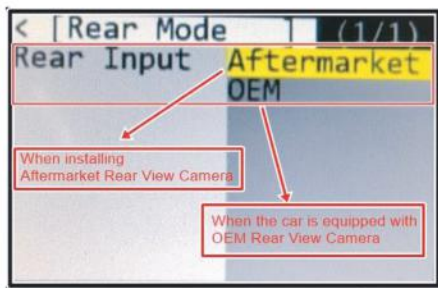 < [Rear Mode ] (1/1)
Rear Input Aftermarket
OEM
When installing
Aftermarket Rear View Camera
When the car is equipped with
OEM Rear View Camera